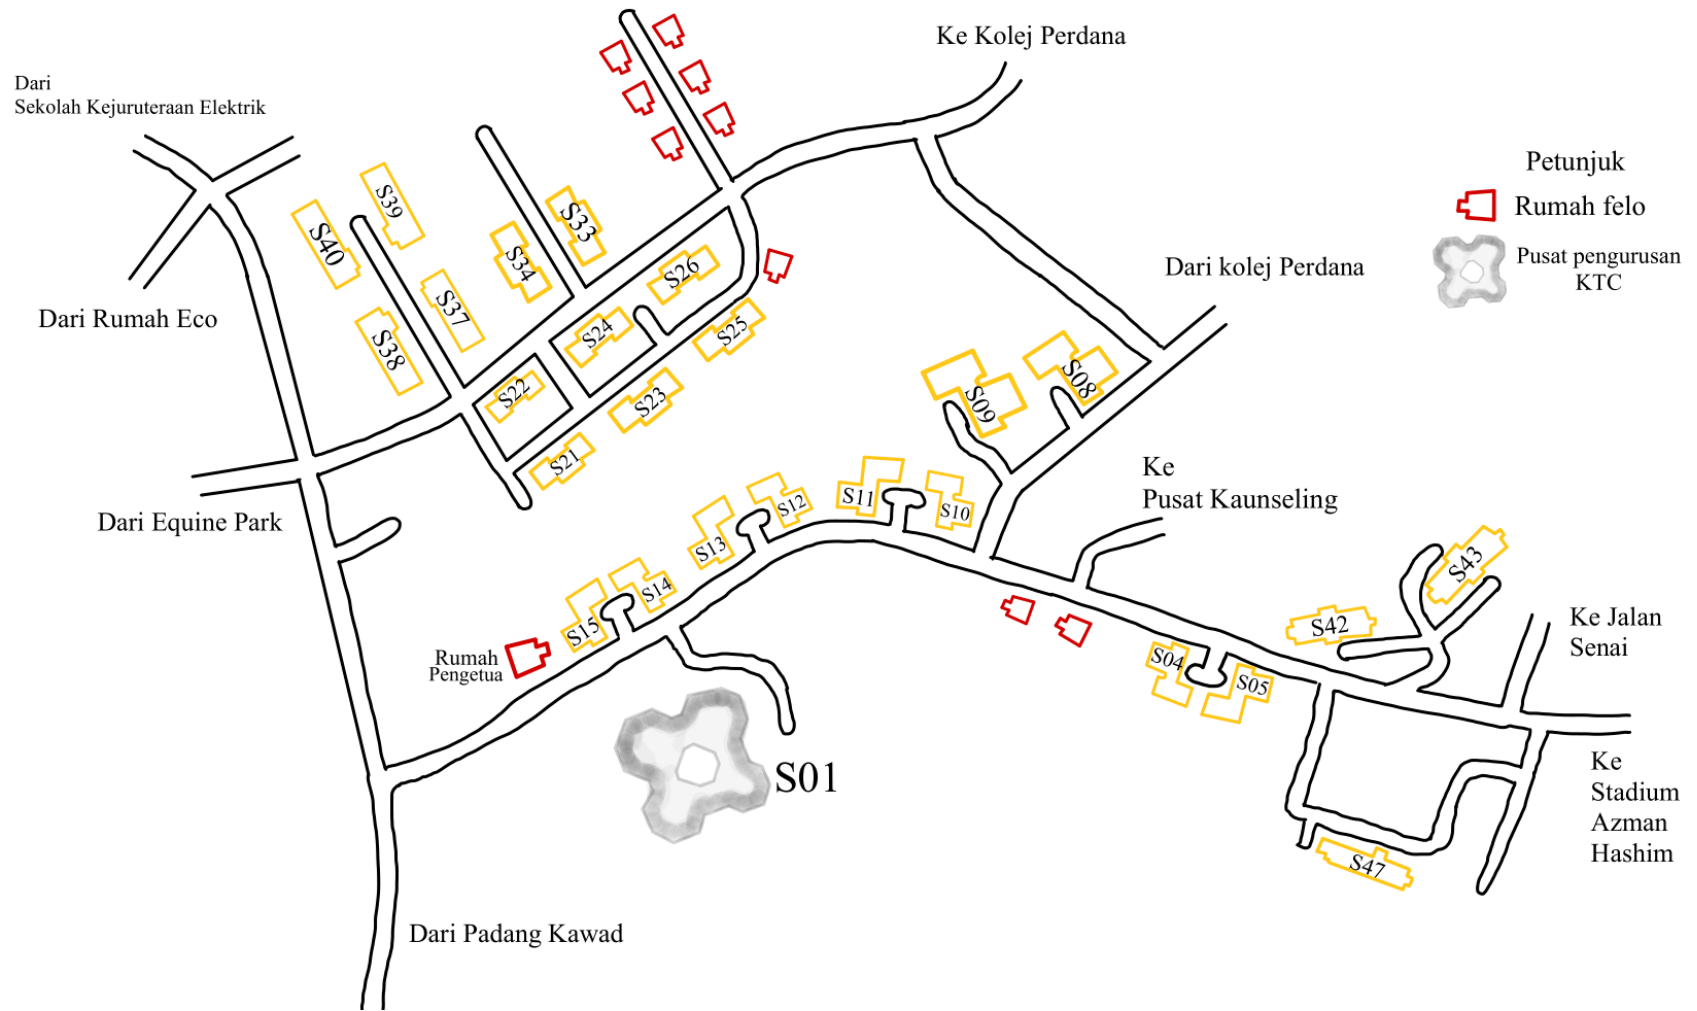 Ke Kolej Perdana
Dari
Sekolah Kejuruteraan Elektrik
Petunjuk
Rumah felo
Pusat pengurusan
KTC
S39
S40
S33
S34
S26
Dari kolej Perdana
Dari Rumah Eco
S37
S38
S24
S25
S22
S23
S21
S09
S08
Ke
Pusat Kaunseling
Dari Equine Park
S13
S12
S11
S10
S15
S14
Rumah
Pengetua
S43
S42
S04
S05
Ke Jalan
Senai
S01
Ke
Stadium
Azman
Hashim
S47
Dari Padang Kawad